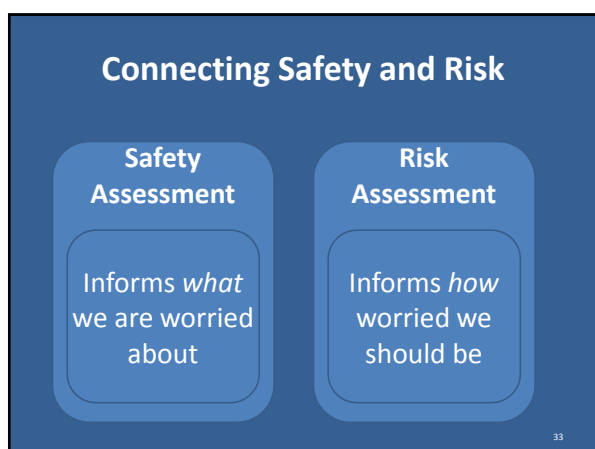 Connecting Safety and Risk
Safety
Assessment
Informs what
we are worried
about
Risk
Assessment
Informs how
worried we
should be
33